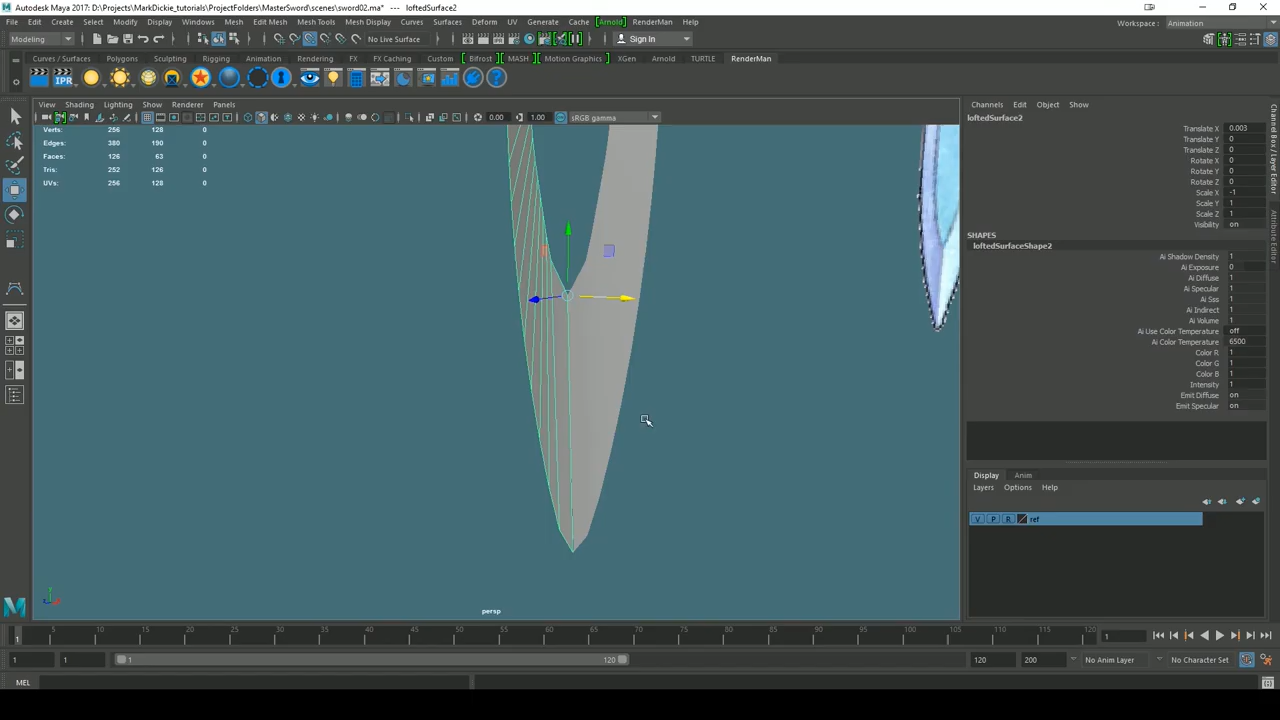 Autodesk Maya 2017: D:\Projects\MarkDickie_tutorials\ProjectFolders\MasterSword\scenes\sword02.ma* --- loftedSurface2
File Edit Create Select Modify Display Windows Mesh Edit Mesh Mesh Tools Mesh Display Curves Surfaces Deform UV Generate Cache [Arnold] RenderMan Help
Workspace : Animation
Modeling No Live Surface Sign In
Curves / Surfaces Polygons Sculpting Rigging Animation Rendering FX FX Caching Custom Bifrost MASH Motion Graphics XGen Arnold TURTLE RenderMan
IPR
View Shading Lighting Show Renderer Panels
0.00 1.00 sRGB gamma
Verts: 256 128 0
Edges: 380 190 0
Faces: 126 63 0
Tris: 252 126 0
UVs: 256 128 0
persp
Channels Edit Object Show
loftedSurface2
Translate X 0.003
Translate Y 0
Translate Z 0
Rotate X 0
Rotate Y 0
Rotate Z 0
Scale X -1
Scale Y 1
Scale Z 1
Visibility on
SHAPES
loftedSurfaceShape2
Ai Shadow Density 1
Ai Exposure 0
Ai Diffuse 1
Ai Specular 1
Ai Sss 1
Ai Indirect 1
Ai Volume 1
Ai Use Color Temperature off
Ai Color Temperature 6500
Color R 1
Color G 1
Color B 1
Intensity 1
Emit Diffuse on
Emit Specular on
Display Anim
Layers Options Help
V P R ref
Channel Box / Layer Editor
Attribute Editor
1 5 10 15 20 25 30 35 40 45 50 55 60 65 70 75 80 85 90 95 100 105 110 115 120 1
1 1 1 120 120 200 No Anim Layer No Character Set
MEL